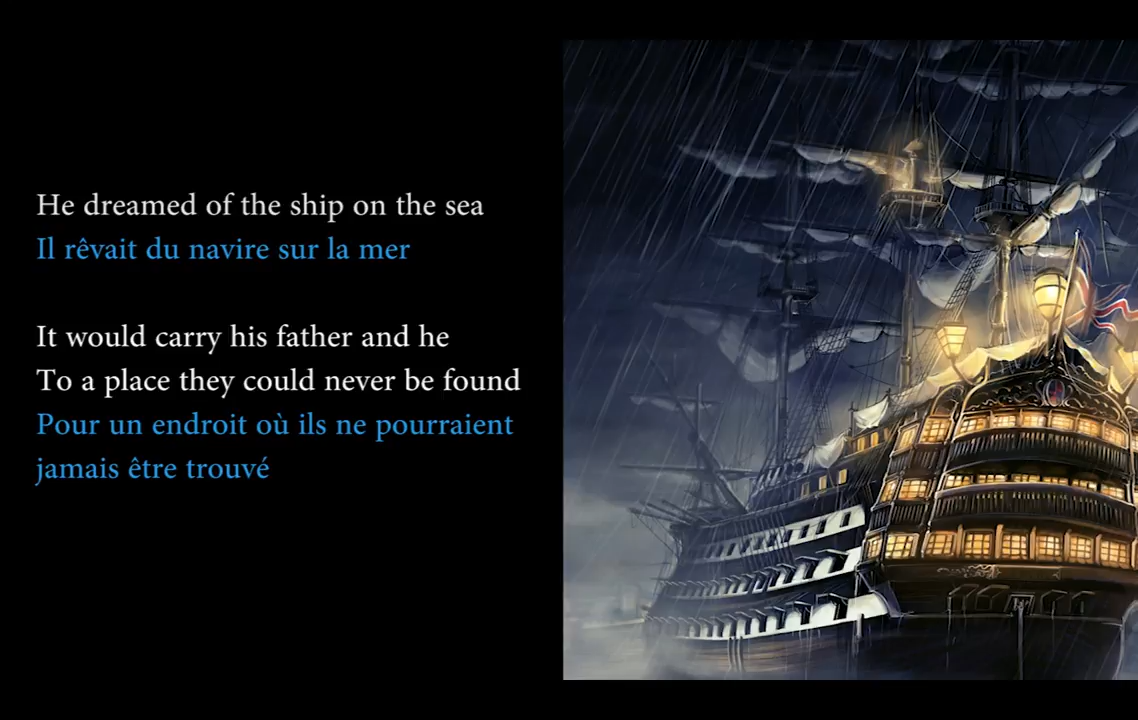 He dreamed of the ship on the sea
Il rêvait du navire sur la mer
It would carry his father and he
To a place they could never be found
Pour un endroit où ils ne pourraient
jamais être trouvé